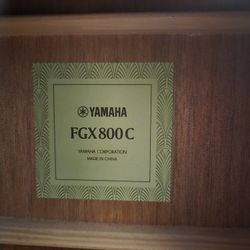 YAMAHA
FGX800C
YAMAHA CORPORATION
MADE IN CHINA